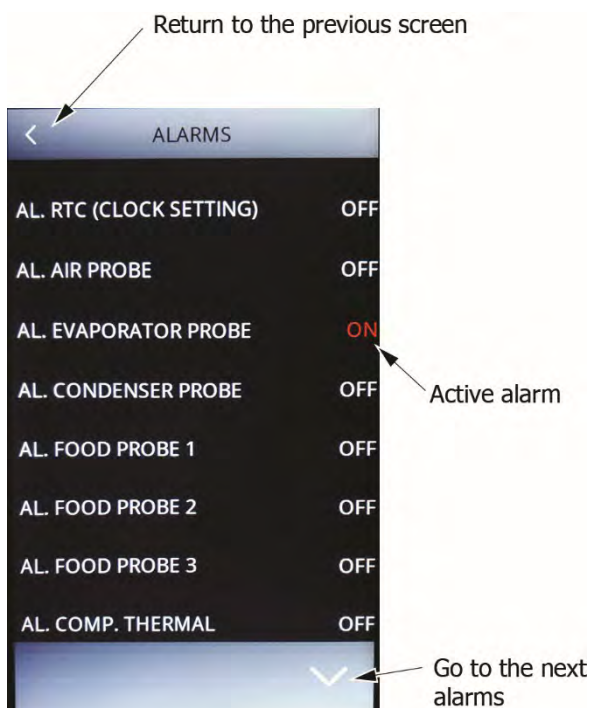 Return to the previous screen
ALARMS
AL. RTC (CLOCK SETTING) OFF
AL. AIR PROBE OFF
AL. EVAPORATOR PROBE ON
Active alarm
AL. CONDENSER PROBE OFF
AL. FOOD PROBE 1 OFF
AL. FOOD PROBE 2 OFF
AL. FOOD PROBE 3 OFF
AL. COMP. THERMAL OFF
Go to the next
alarms